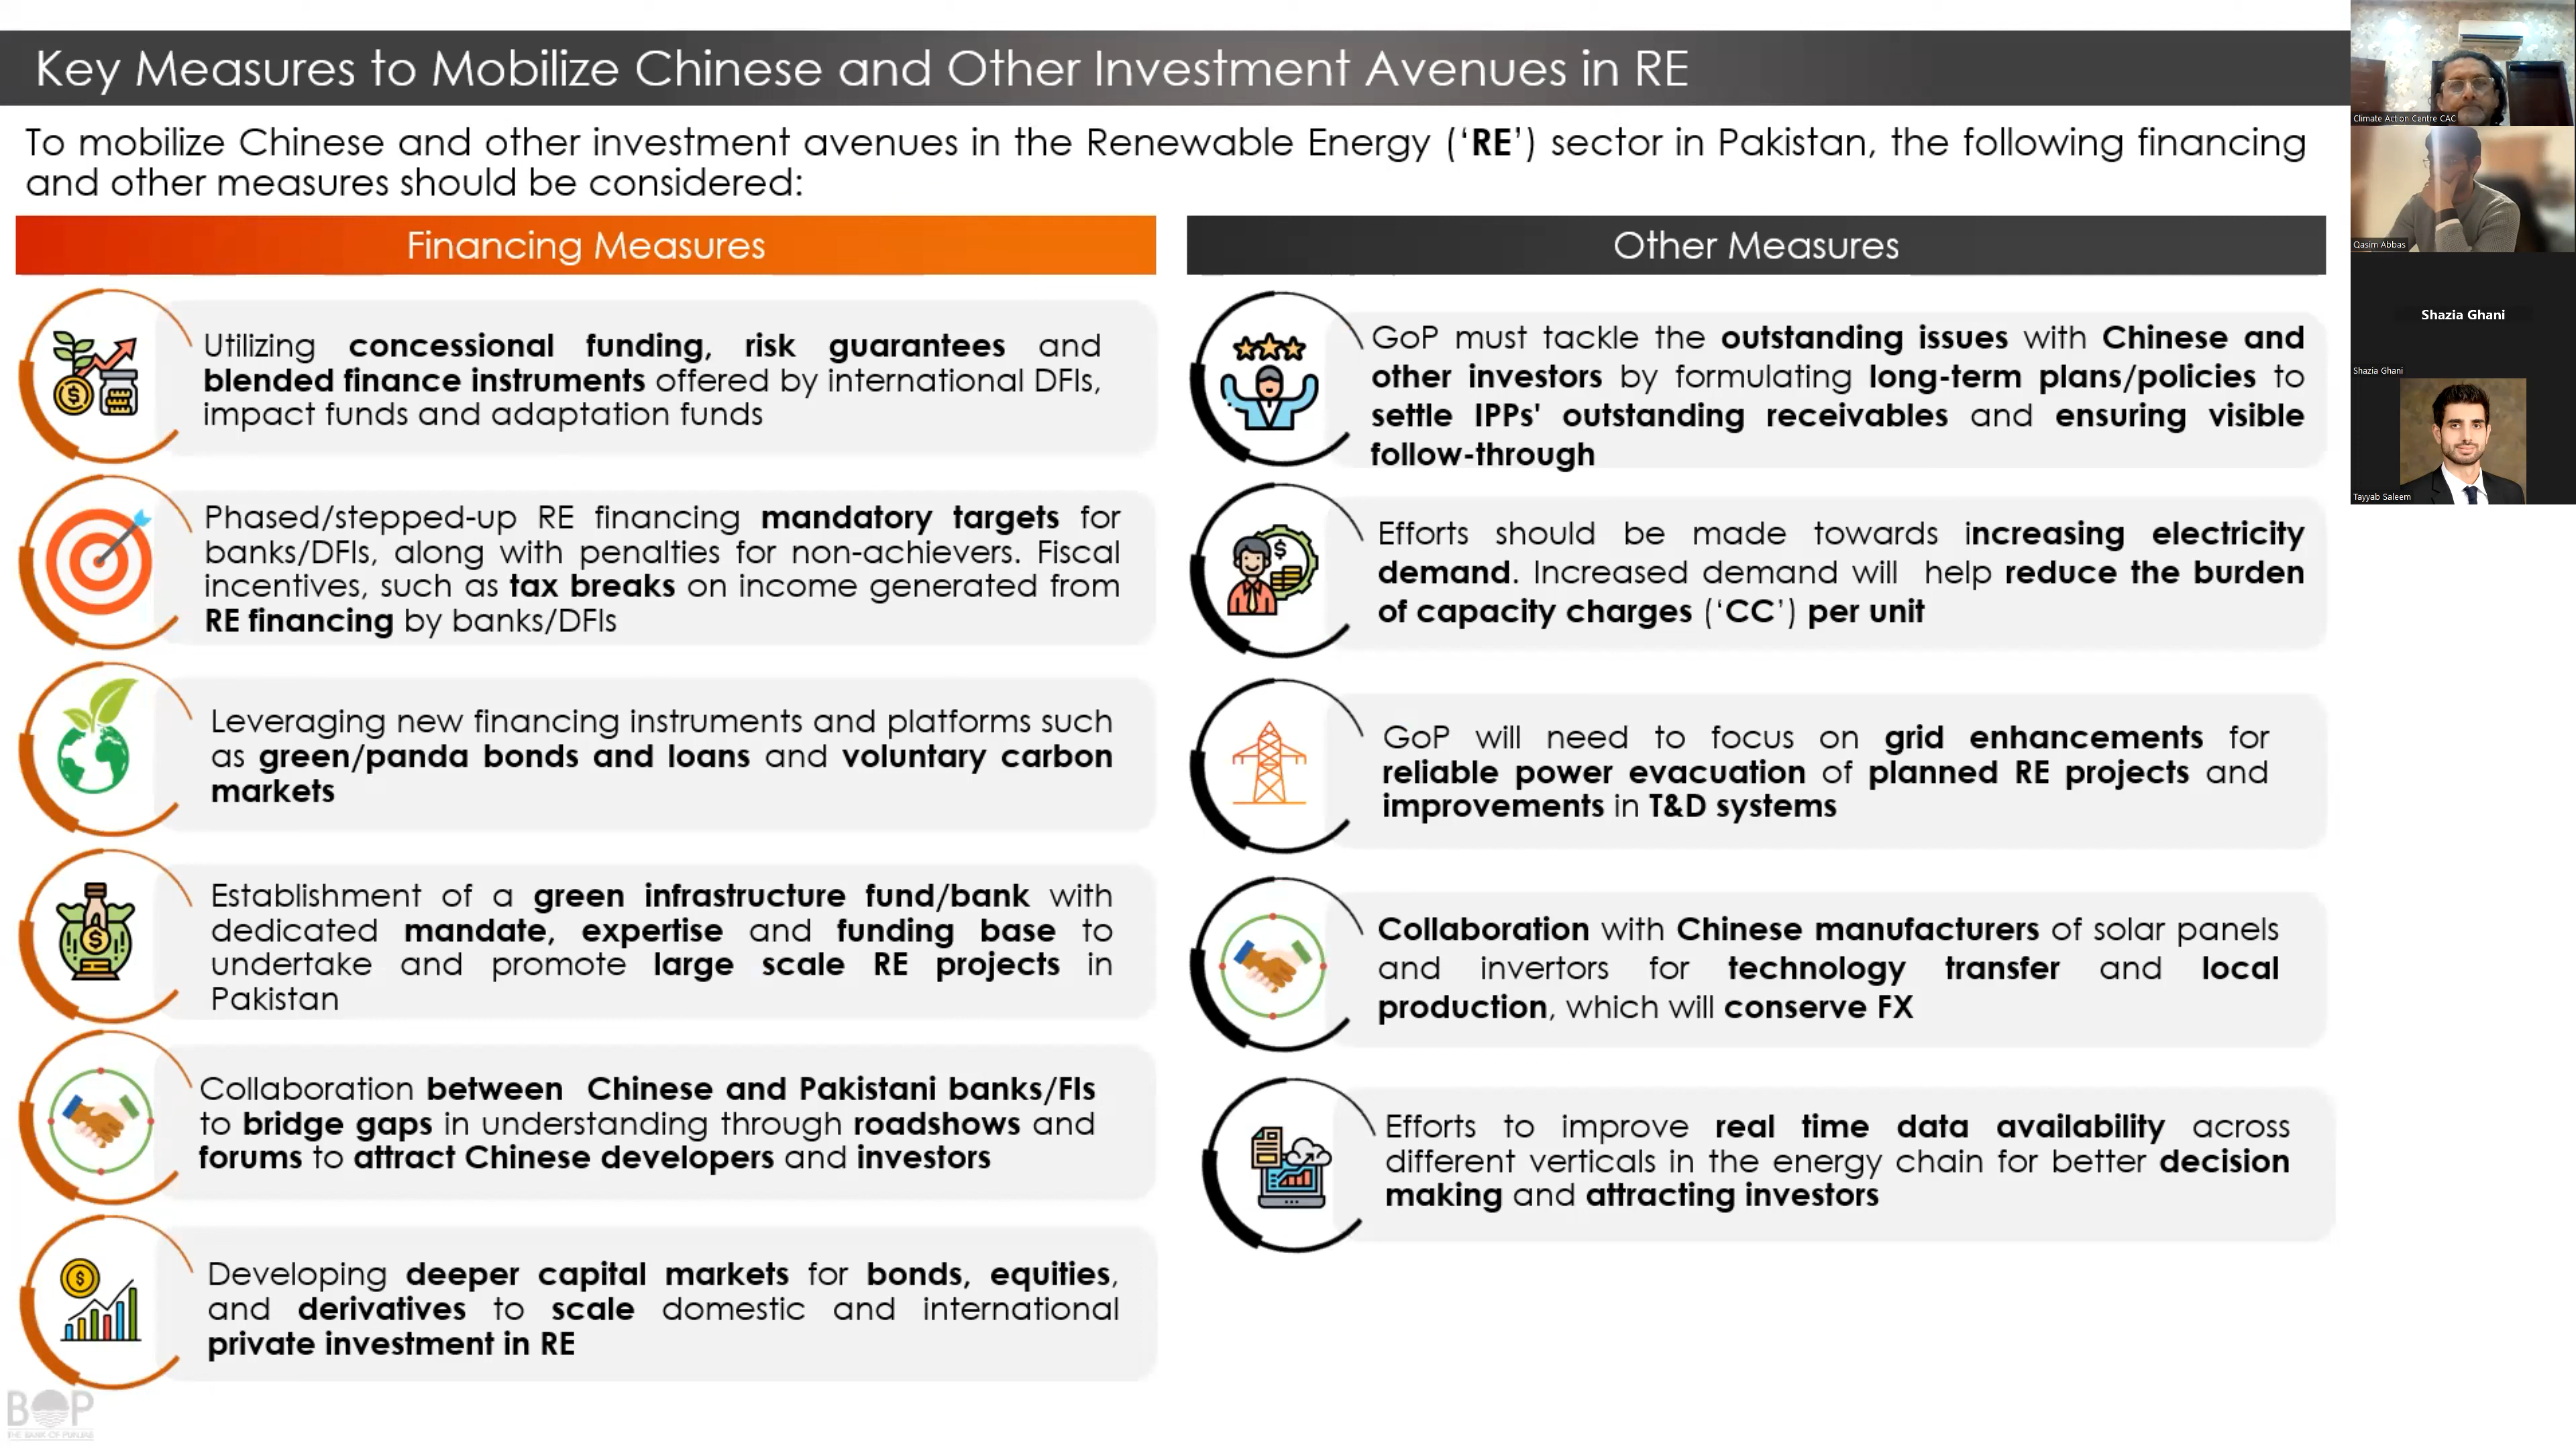 Key Measures to Mobilize Chinese and Other Investment Avenues in RE
To mobilize Chinese and other investment avenues in the Renewable Energy (‘RE’) sector in Pakistan, the following financing
and other measures should be considered:
Financing Measures
Utilizing concessional funding, risk guarantees and
blended finance instruments offered by international DFIs,
impact funds and adaptation funds
Phased/stepped-up RE financing mandatory targets for
banks/DFIs, along with penalties for non-achievers. Fiscal
incentives, such as tax breaks on income generated from
RE financing by banks/DFIs
Leveraging new financing instruments and platforms such
as green/panda bonds and loans and voluntary carbon
markets
Establishment of a green infrastructure fund/bank with
dedicated mandate, expertise and funding base to
undertake and promote large scale RE projects in
Pakistan
Collaboration between Chinese and Pakistani banks/FIs
to bridge gaps in understanding through roadshows and
forums to attract Chinese developers and investors
Developing deeper capital markets for bonds, equities,
and derivatives to scale domestic and international
private investment in RE
Other Measures
GoP must tackle the outstanding issues with Chinese and
other investors by formulating long-term plans/policies to
settle IPPs' outstanding receivables and ensuring visible
follow-through
Efforts should be made towards increasing electricity
demand. Increased demand will help reduce the burden
of capacity charges (‘CC’) per unit
GoP will need to focus on grid enhancements for
reliable power evacuation of planned RE projects and
improvements in T&D systems
Collaboration with Chinese manufacturers of solar panels
and invertors for technology transfer and local
production, which will conserve FX
Efforts to improve real time data availability across
different verticals in the energy chain for better decision
making and attracting investors
BOP
THE BANK OF PUNJAB
Climate Action Centre CAC
Qasim Abbas
Shazia Ghani
Shazia Ghani
Tayyab Saleem